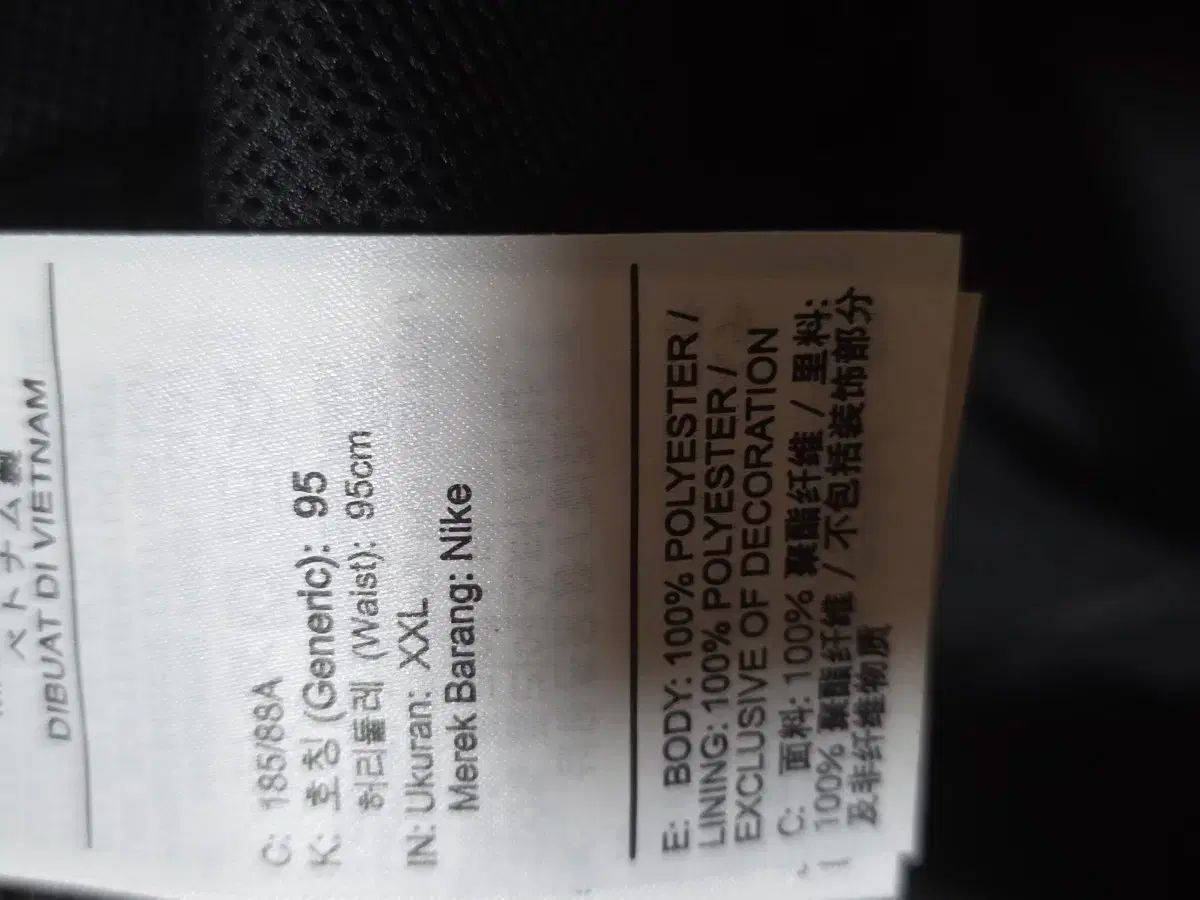 ベトナム製
DIBUAT DI VIETNAM
C: 185/88A
K: 호칭 (Generic): 95
허리둘레 (Waist): 95cm
IN: Ukuran: XXL
Merek Barang: Nike
E: BODY: 100% POLYESTER /
LINING: 100% POLYESTER /
EXCLUSIVE OF DECORATION
C: 面料: 100% 聚酯纤维 / 里料:
100% 聚酯纤维 / 不包括装饰部分
及非纤维物质